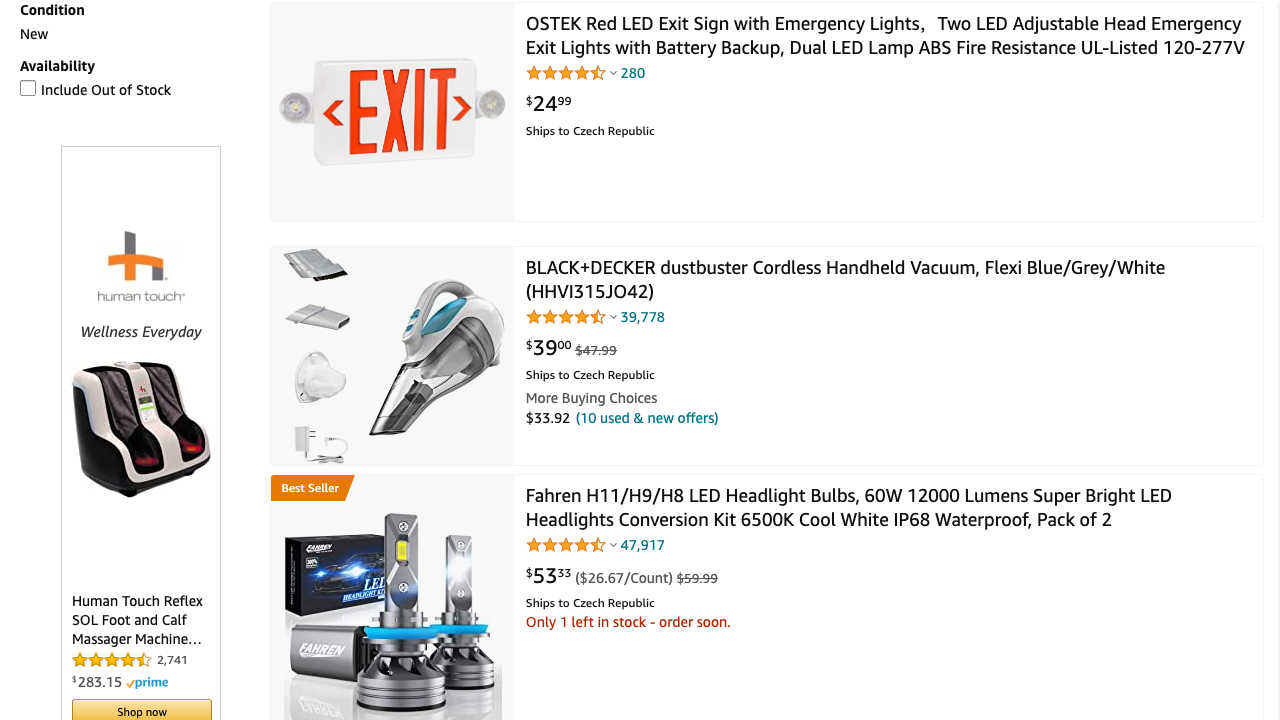 Condition
New
Availability
Include Out of Stock
human touch®
Wellness Everyday
Human Touch Reflex
SOL Foot and Calf
Massager Machine...
2,741
$283.15 prime
Shop now
EXIT
OSTEK Red LED Exit Sign with Emergency Lights，Two LED Adjustable Head Emergency
Exit Lights with Battery Backup, Dual LED Lamp ABS Fire Resistance UL-Listed 120-277V
280
$2499
Ships to Czech Republic
BLACK+DECKER dustbuster Cordless Handheld Vacuum, Flexi Blue/Grey/White
(HHVI315JO42)
39,778
$3900 $47.99
Ships to Czech Republic
More Buying Choices
$33.92 (10 used & new offers)
Best Seller
FAHREN
LED
HEADLIGHT KIT
FAHREN
Fahren H11/H9/H8 LED Headlight Bulbs, 60W 12000 Lumens Super Bright LED
Headlights Conversion Kit 6500K Cool White IP68 Waterproof, Pack of 2
47,917
$5333 ($26.67/Count) $59.99
Ships to Czech Republic
Only 1 left in stock - order soon.